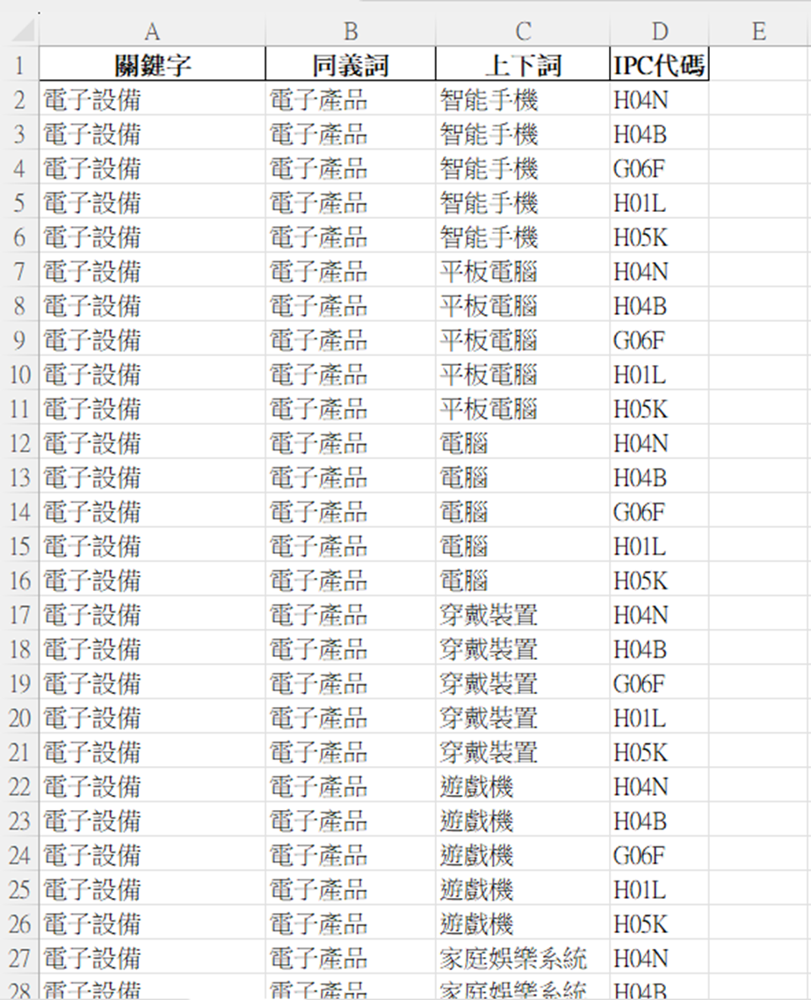 A B C D E
1 關鍵字 同義詞 上下詞 IPC代碼
2 電子設備 電子產品 智能手機 H04N
3 電子設備 電子產品 智能手機 H04B
4 電子設備 電子產品 智能手機 G06F
5 電子設備 電子產品 智能手機 H01L
6 電子設備 電子產品 智能手機 H05K
7 電子設備 電子產品 平板電腦 H04N
8 電子設備 電子產品 平板電腦 H04B
9 電子設備 電子產品 平板電腦 G06F
10 電子設備 電子產品 平板電腦 H01L
11 電子設備 電子產品 平板電腦 H05K
12 電子設備 電子產品 電腦 H04N
13 電子設備 電子產品 電腦 H04B
14 電子設備 電子產品 電腦 G06F
15 電子設備 電子產品 電腦 H01L
16 電子設備 電子產品 電腦 H05K
17 電子設備 電子產品 穿戴裝置 H04N
18 電子設備 電子產品 穿戴裝置 H04B
19 電子設備 電子產品 穿戴裝置 G06F
20 電子設備 電子產品 穿戴裝置 H01L
21 電子設備 電子產品 穿戴裝置 H05K
22 電子設備 電子產品 遊戲機 H04N
23 電子設備 電子產品 遊戲機 H04B
24 電子設備 電子產品 遊戲機 G06F
25 電子設備 電子產品 遊戲機 H01L
26 電子設備 電子產品 遊戲機 H05K
27 電子設備 電子產品 家庭娛樂系統 H04N
28 電子設備 電子產品 家庭娛樂系統 H04B